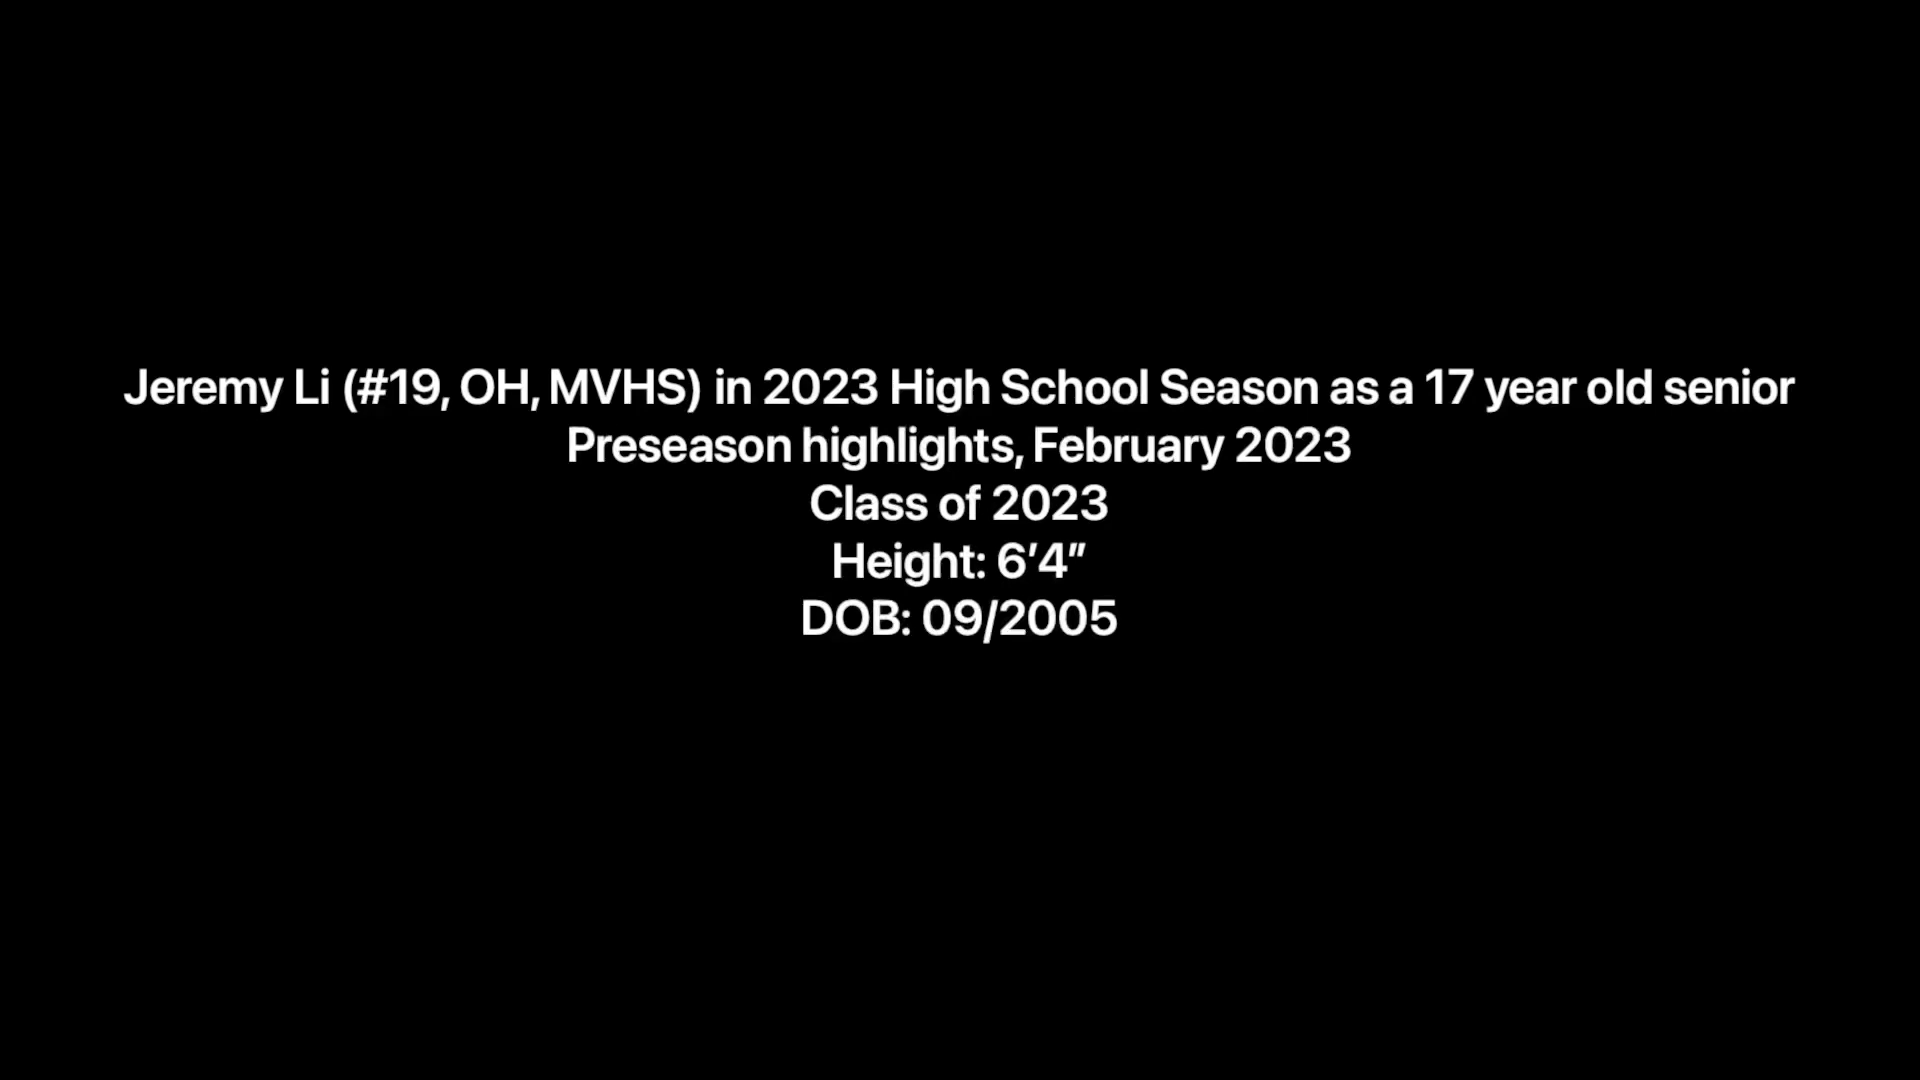 Jeremy Li (#19, OH, MVHS) in 2023 High School Season as a 17 year old senior
Preseason highlights, February 2023
Class of 2023
Height: 6’4”
DOB: 09/2005